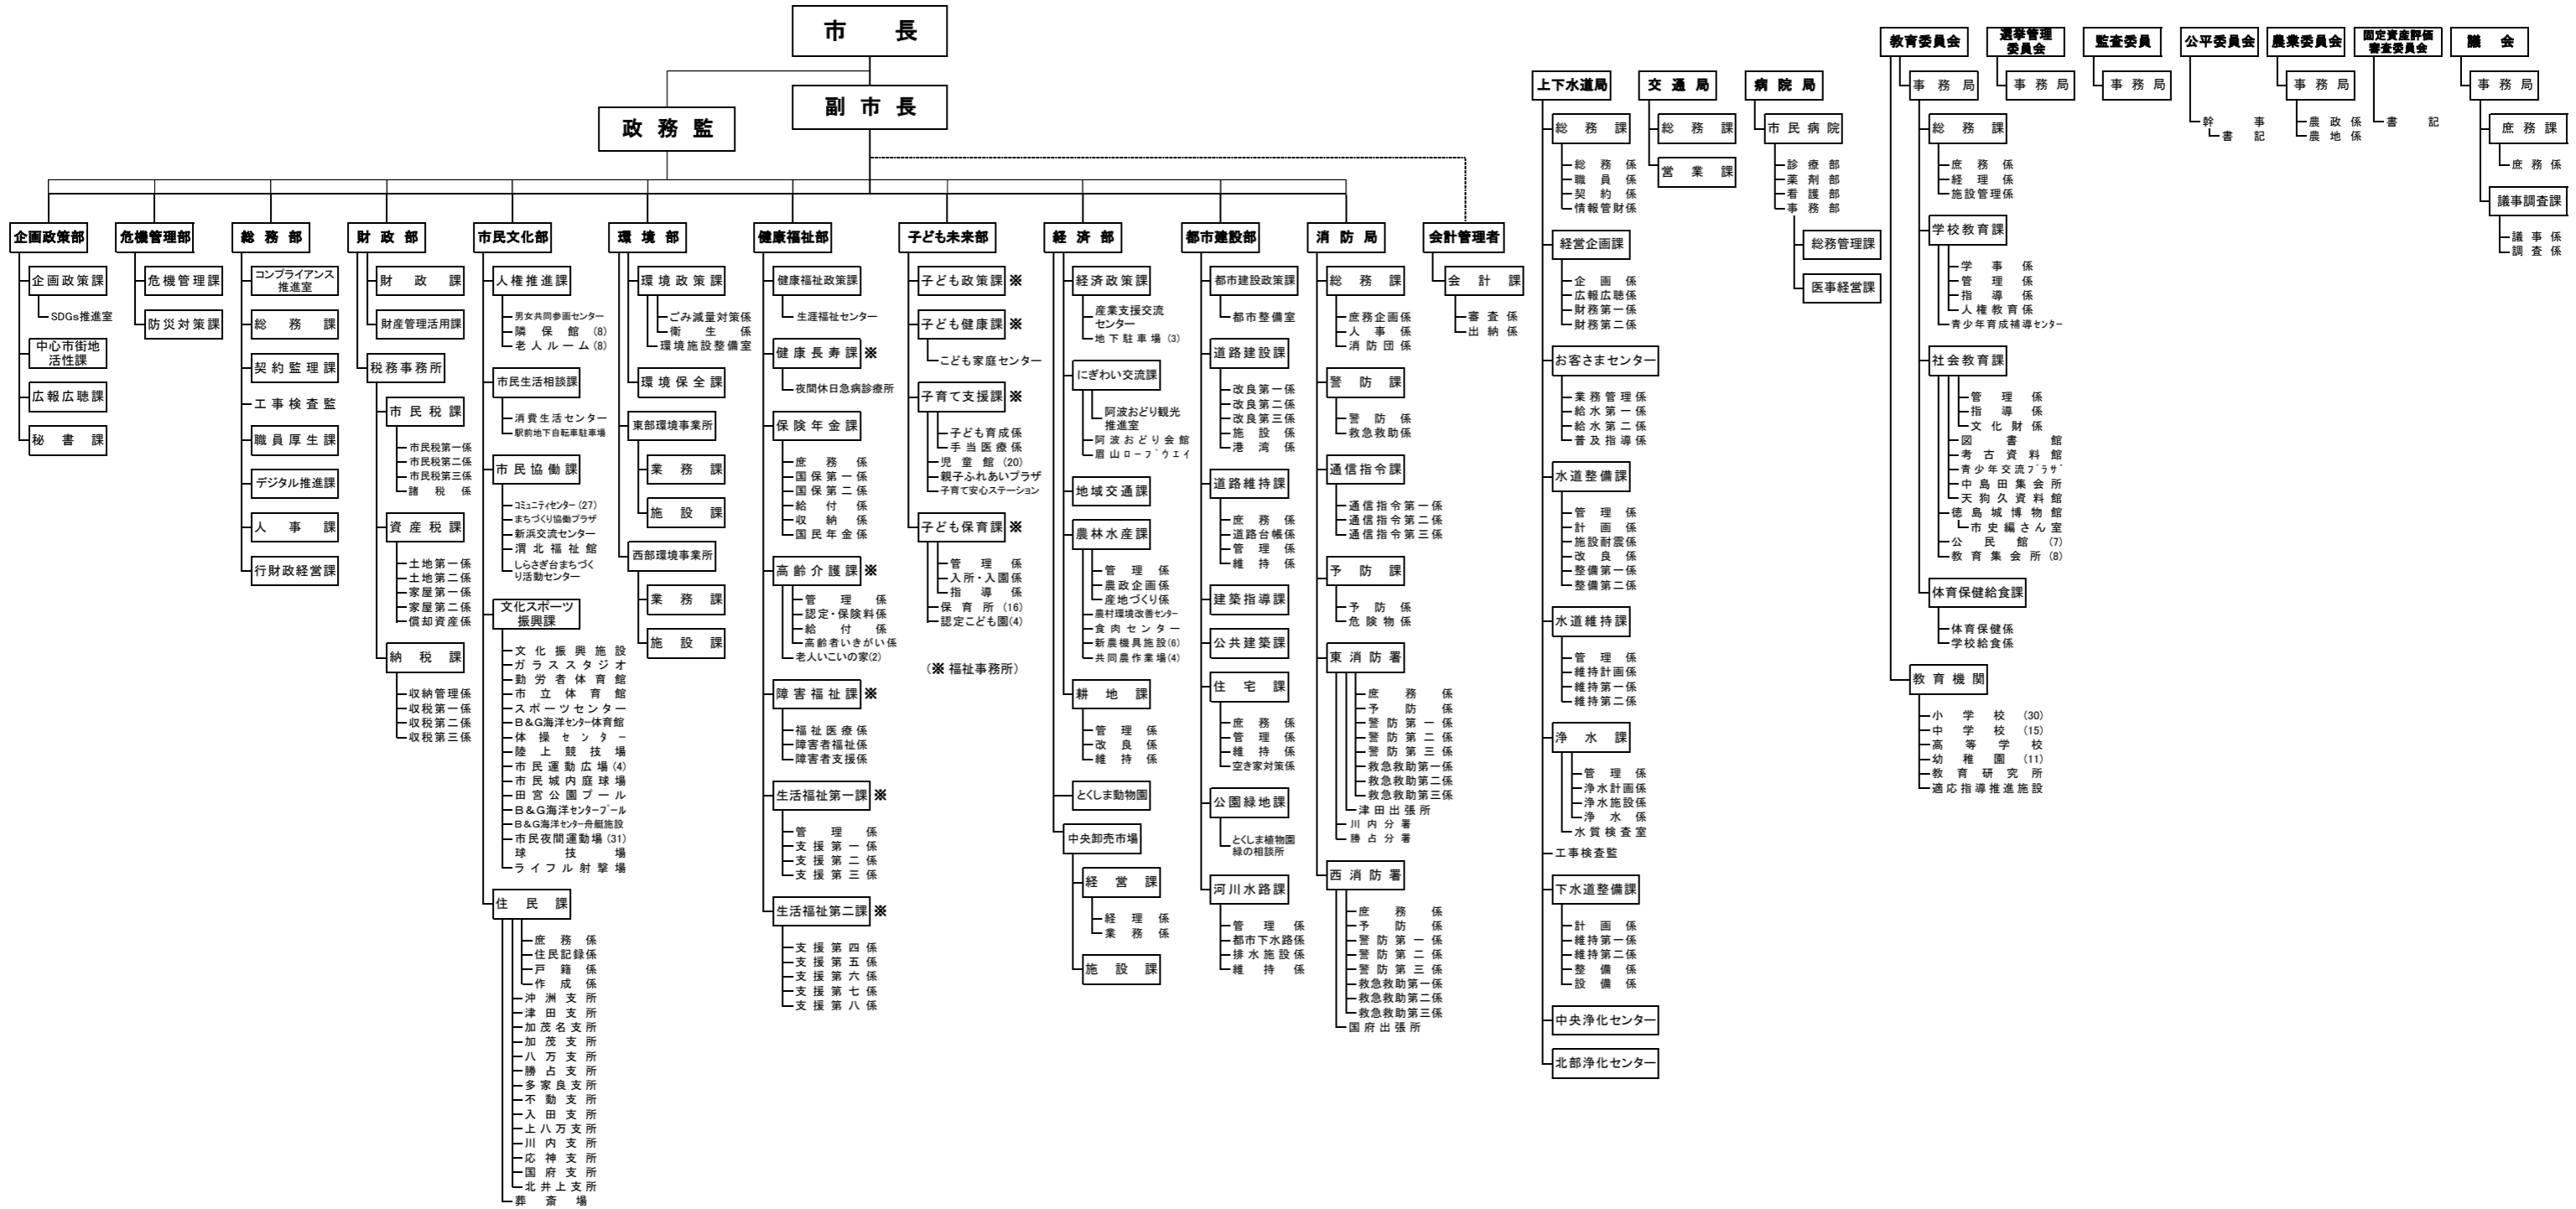 市長
副市長
政務監
企画政策部
企画政策課
SDGs推進室
中心市街地
活性課
広報広聴課
秘書課
危機管理部
危機管理課
防災対策課
総務部
コンプライアンス
推進室
総務課
契約監理課
工事検査監
職員厚生課
デジタル推進課
人事課
行財政経営課
財政部
財政課
財産管理活用課
税務事務所
市民税課
市民税第一係
市民税第二係
市民税第三係
諸税係
資産税課
土地第一係
土地第二係
家屋第一係
家屋第二係
償却資産係
納税課
収納管理係
収税第一係
収税第二係
収税第三係
市民文化部
人権推進課
男女共同参画センター
隣保館(8)
老人ルーム(8)
市民生活相談課
消費生活センター
駅前地下自転車駐車場
市民協働課
コミュニティセンター(27)
まちづくり協働プラザ
新浜交流センター
渭北福祉館
しらさぎ台まちづく
り活動センター
文化スポーツ
振興課
文化振興施設
ガラススタジオ
勤労者体育館
市立体育館
スポーツセンター
B&G海洋センター体育館
体操センター
陸上競技場
市民運動広場(4)
市民城内庭球場
田宮公園プール
B&G海洋センタープール
B&G海洋センター舟艇施設
市民夜間運動場(31)
球技場
ライフル射撃場
住民課
庶務係
住民記録係
戸籍係
作成係
沖洲支所
津田支所
加茂名支所
加茂支所
八万支所
勝占支所
多家良支所
不動支所
入田支所
上八万支所
川内支所
応神支所
国府支所
北井上支所
葬斎場
環境部
環境政策課
ごみ減量対策係
衛生係
環境施設整備室
環境保全課
東部環境事業所
業務課
施設課
西部環境事業所
業務課
施設課
健康福祉部
健康福祉政策課
生涯福祉センター
健康長寿課※
夜間休日急病診療所
保険年金課
庶務係
国保第一係
国保第二係
給付係
収納係
国民年金係
高齢介護課※
管理係
認定・保険料係
給付係
高齢者いきがい係
老人いこいの家(2)
障害福祉課※
福祉医療係
障害者福祉係
障害者支援係
生活福祉第一課※
管理係
支援第一係
支援第二係
支援第三係
生活福祉第二課※
支援第四係
支援第五係
支援第六係
支援第七係
支援第八係
子ども未来部
子ども政策課※
子ども健康課※
こども家庭センター
子育て支援課※
子ども育成係
手当医療係
児童館(20)
親子ふれあいプラザ
子育て安心ステーション
子ども保育課※
管理係
入所・入園係
指導係
保育所(16)
認定こども園(4)
(※ 福祉事務所)
経済部
経済政策課
産業支援交流
センター
地下駐車場(3)
にぎわい交流課
阿波おどり観光
推進室
阿波おどり会館
眉山ロープウェイ
地域交通課
農林水産課
管理係
農政企画係
産地づくり係
農村環境改善センター
食肉センター
新農機具施設(6)
共同農作業場(4)
耕地課
管理係
改良係
維持係
とくしま動物園
中央卸売市場
経営課
経理係
業務係
施設課
都市建設部
都市建設政策課
都市整備室
道路建設課
改良第一係
改良第二係
改良第三係
施設係
港湾係
道路維持課
庶務係
道路台帳係
管理係
維持係
建築指導課
公共建築課
住宅課
庶務係
管理係
維持係
空き家対策係
公園緑地課
とくしま植物園
緑の相談所
河川水路課
管理係
都市下水路係
排水施設係
維持係
消防局
総務課
庶務企画係
人事係
消防団係
警防課
警防係
救急救助係
通信指令課
通信指令第一係
通信指令第二係
通信指令第三係
予防課
予防係
危険物係
東消防署
庶務係
予防係
警防第一係
警防第二係
警防第三係
救急救助第一係
救急救助第二係
救急救助第三係
津田出張所
川内分署
勝占分署
西消防署
庶務係
予防係
警防第一係
警防第二係
警防第三係
救急救助第一係
救急救助第二係
救急救助第三係
国府出張所
会計管理者
会計課
審査係
出納係
上下水道局
総務課
総務係
職員係
契約係
情報管財係
経営企画課
企画係
広報広聴係
財務第一係
財務第二係
お客さまセンター
業務管理係
給水第一係
給水第二係
普及指導係
水道整備課
管理係
計画係
施設耐震係
改良係
整備第一係
整備第二係
水道維持課
管理係
維持計画係
維持第一係
維持第二係
浄水課
管理係
浄水計画係
浄水施設係
浄水係
水質検査室
工事検査監
下水道整備課
計画係
維持第一係
維持第二係
整備係
設備係
中央浄化センター
北部浄化センター
交通局
総務課
営業課
病院局
市民病院
診療部
薬剤部
看護部
事務部
総務管理課
医事経営課
教育委員会
事務局
総務課
庶務係
経理係
施設管理係
学校教育課
学事係
管理係
指導係
人権教育係
青少年育成補導センター
社会教育課
管理係
指導係
文化財係
図書館
考古資料館
青少年交流プラザ
中島田集会所
天狗久資料館
徳島城博物館
市史編さん室
公民館(7)
教育集会所(8)
体育保健給食課
体育保健係
学校給食係
教育機関
小学校(30)
中学校(15)
高等学校
幼稚園(11)
教育研究所
適応指導推進施設
選挙管理
委員会
事務局
監査委員
事務局
公平委員会
幹事
書記
農業委員会
事務局
農政係
農地係
固定資産評価
審査委員会
書記
議会
事務局
庶務課
庶務係
議事調査課
議事係
調査係